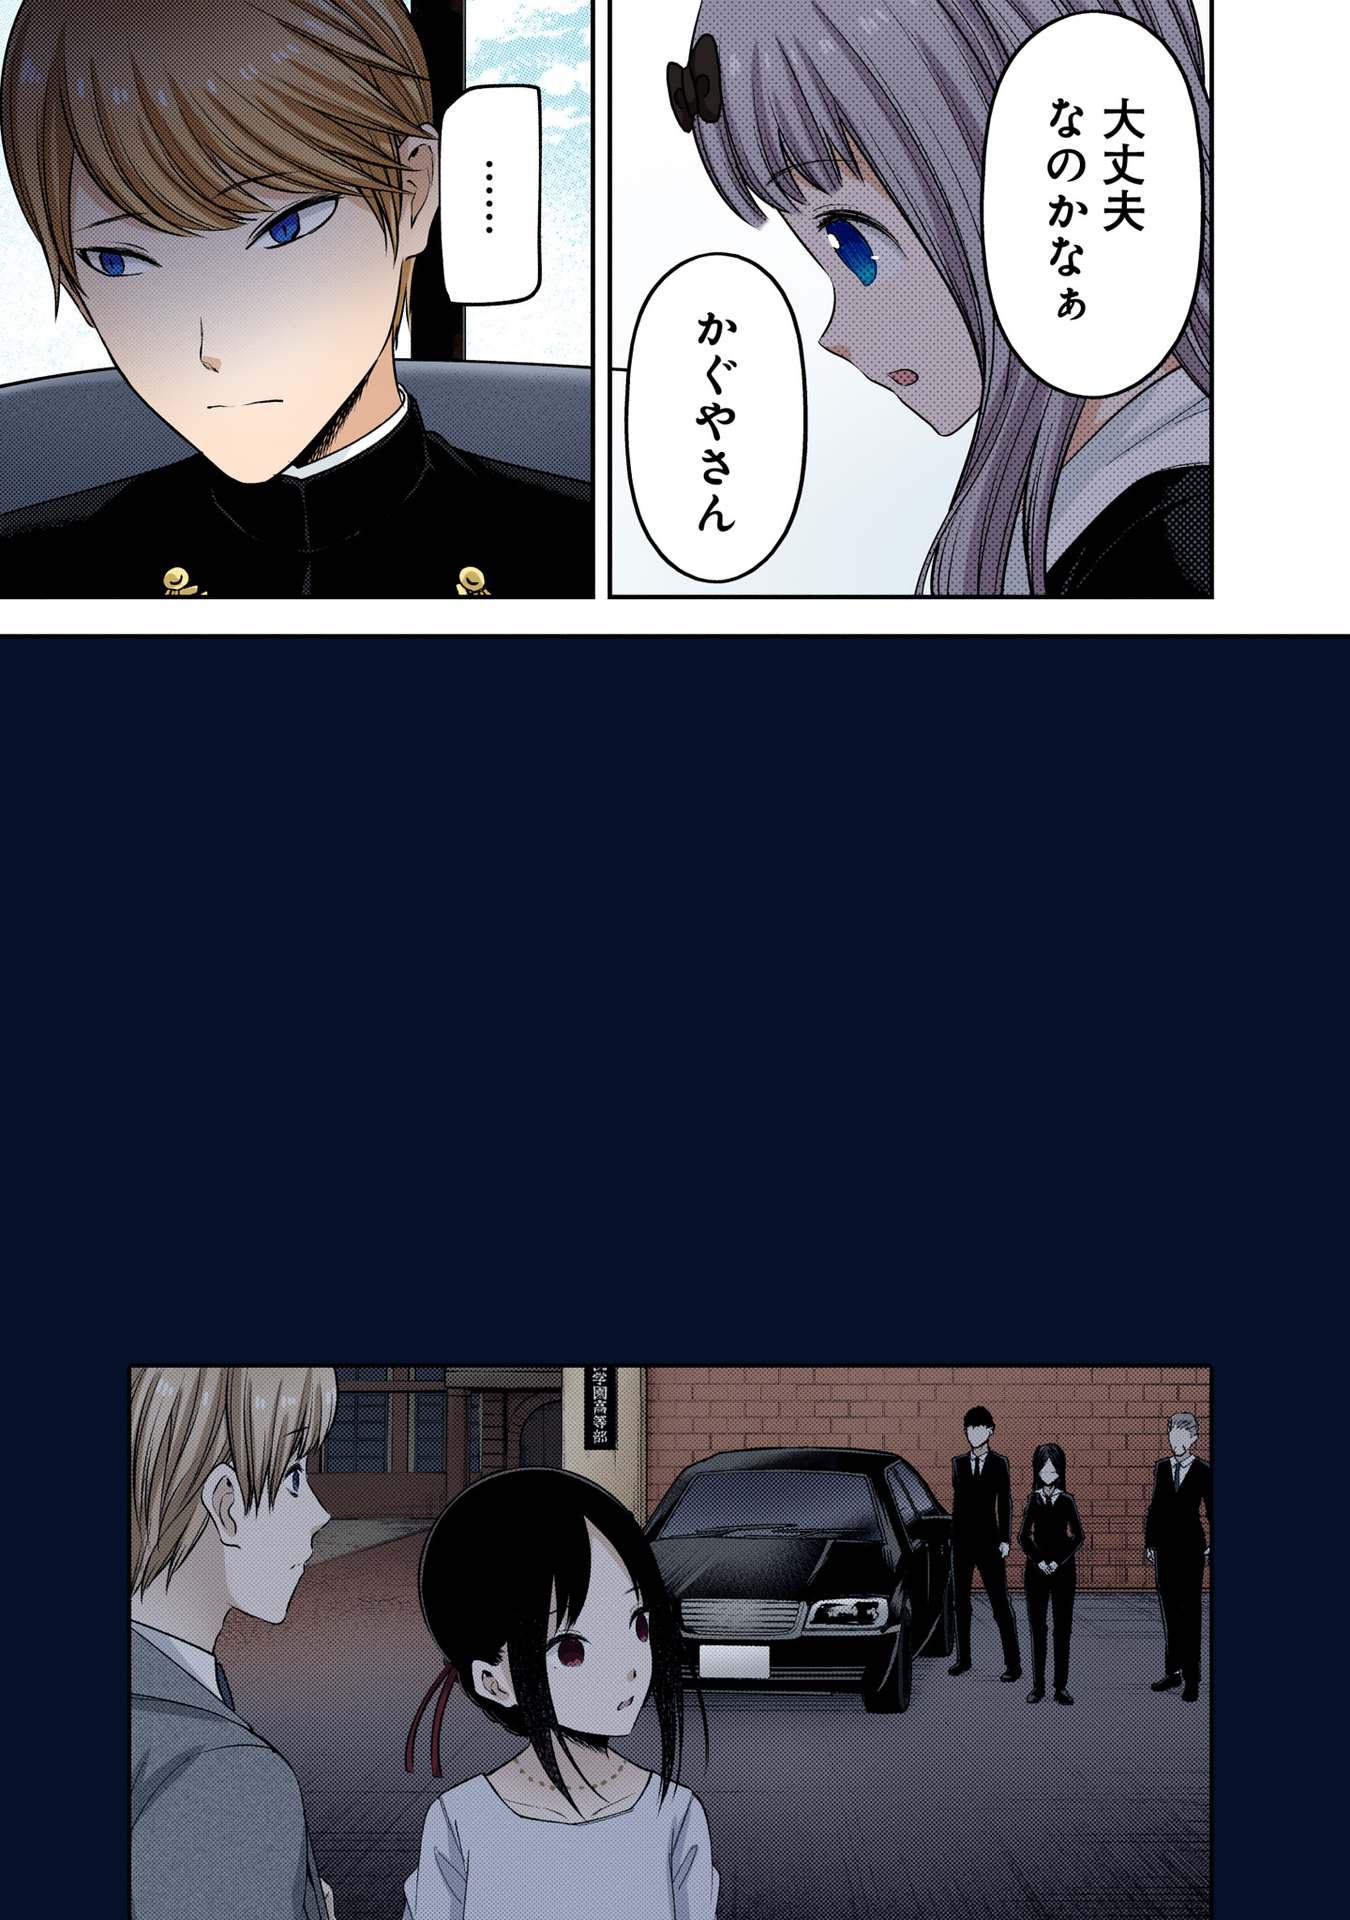 大丈夫
なのかなぁ
かぐやさん
……
学園高等部